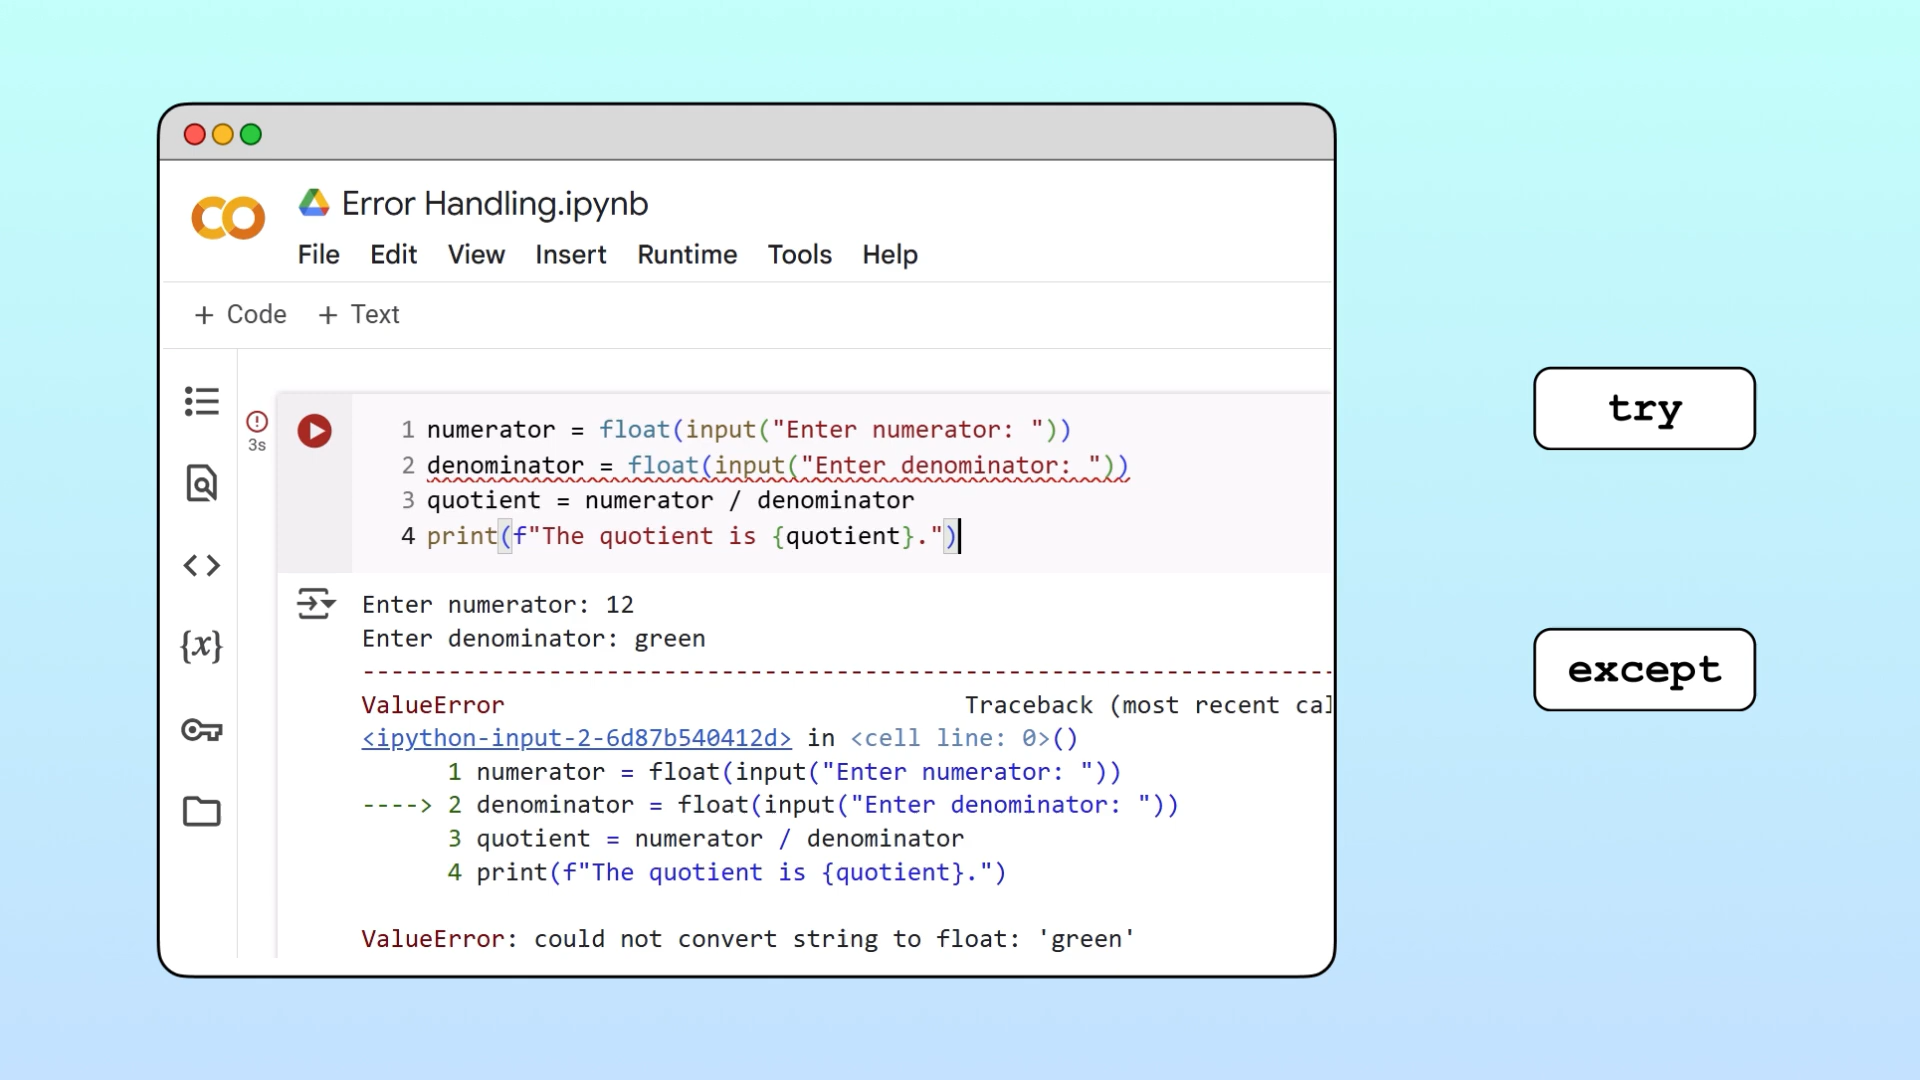 Error Handling.ipynb
File Edit View Insert Runtime Tools Help
+ Code + Text
3s
1 numerator = float(input("Enter numerator: "))
2 denominator = float(input("Enter denominator: "))
3 quotient = numerator / denominator
4 print(f"The quotient is {quotient}.")
{x}
Enter numerator: 12
Enter denominator: green
--------------------------------------------------------------------
ValueError Traceback (most recent cal
<ipython-input-2-6d87b540412d> in <cell line: 0>()
1 numerator = float(input("Enter numerator: "))
----> 2 denominator = float(input("Enter denominator: "))
3 quotient = numerator / denominator
4 print(f"The quotient is {quotient}.")
ValueError: could not convert string to float: 'green'
try
except